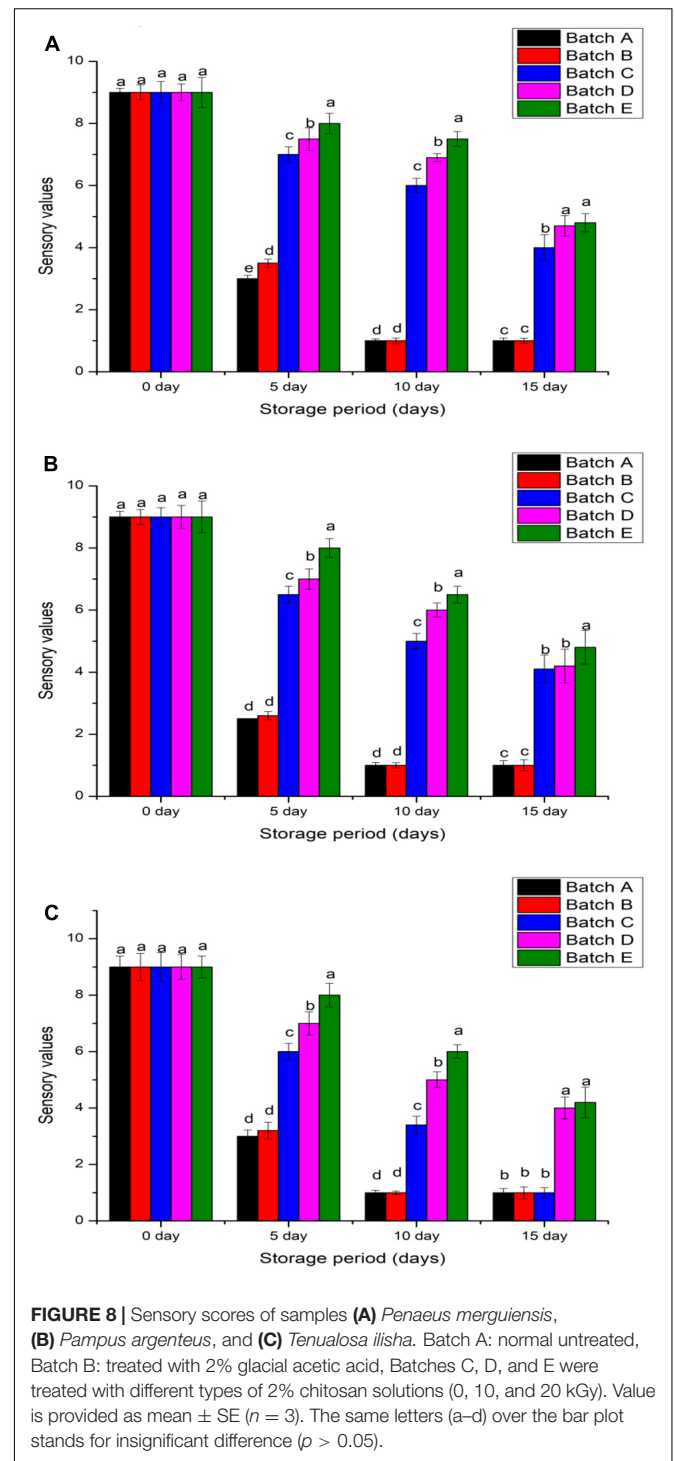 A
Batch A
Batch B
Batch C
Batch D
Batch E
10
8
6
4
2
0
Sensory values
a a a a a
e d c b a
d d c b a
c c b a a
0 day 5 day 10 day 15 day
Storage period (days)
B
Batch A
Batch B
Batch C
Batch D
Batch E
10
8
6
4
2
0
Sensory values
a a a a a
d d c b a
d d c b a
c c b b a
0 day 5 day 10 day 15 day
Storage period (days)
C
Batch A
Batch B
Batch C
Batch D
Batch E
10
8
6
4
2
0
Sensory values
a a a a a
d d c b a
d d c b a
b b b a a
0 day 5 day 10 day 15 day
Storage period (days)
FIGURE 8 | Sensory scores of samples (A) Penaeus merguiensis,
(B) Pampus argenteus, and (C) Tenualosa ilisha. Batch A: normal untreated,
Batch B: treated with 2% glacial acetic acid, Batches C, D, and E were
treated with different types of 2% chitosan solutions (0, 10, and 20 kGy). Value
is provided as mean ± SE (n = 3). The same letters (a–d) over the bar plot
stands for insignificant difference (p > 0.05).